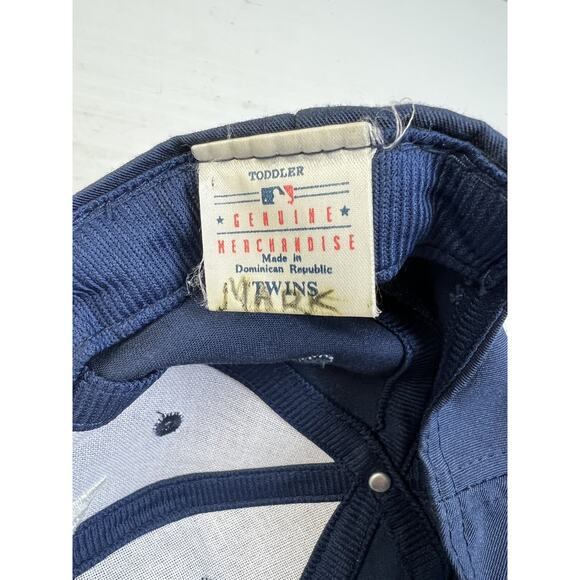 TODDLER
★ GENUINE ★
MERCHANDISE
Made in
Dominican Republic
TWINS
MARK